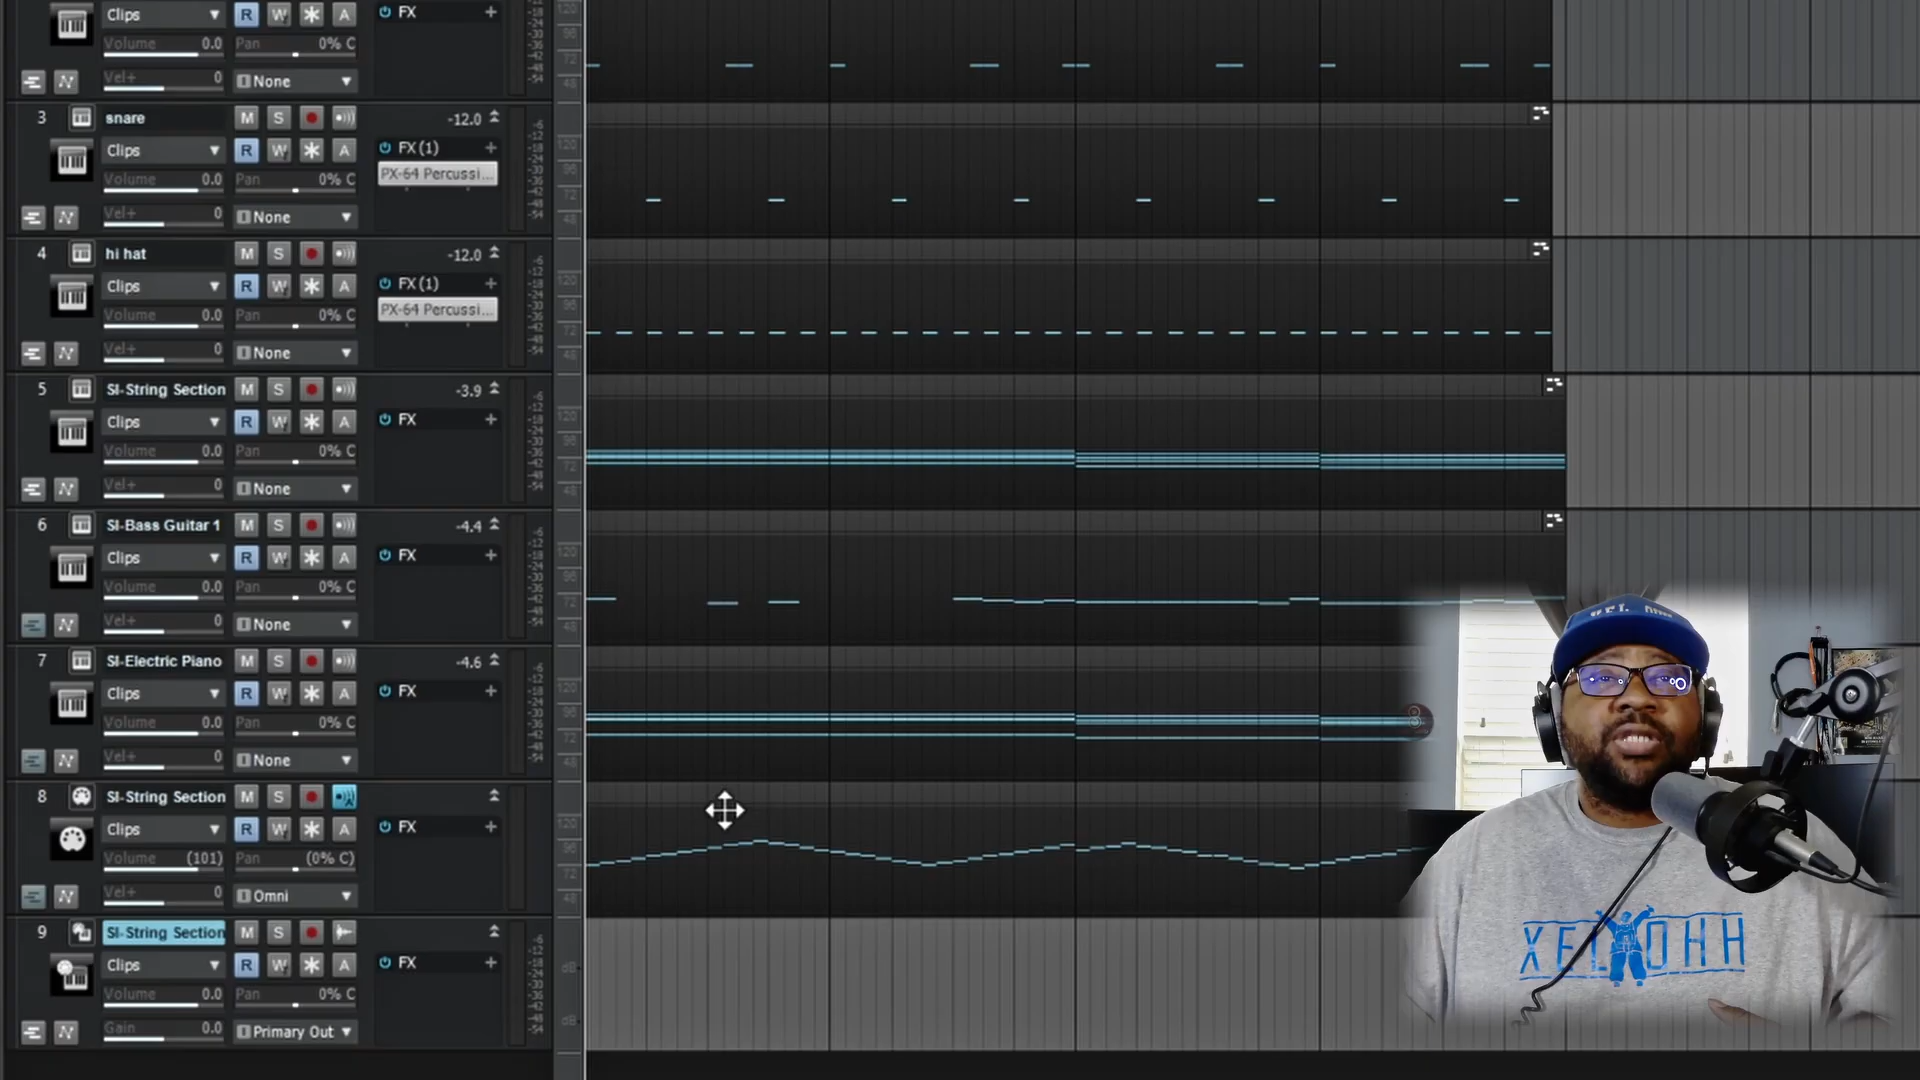 Clips R W A FX +
Volume 0.0 Pan 0% C
Vel+ 0 None
3 snare M S -12.0
Clips R W A FX (1) +
PX-64 Percussi...
Volume 0.0 Pan 0% C
Vel+ 0 None
4 hi hat M S -12.0
Clips R W A FX (1) +
PX-64 Percussi...
Volume 0.0 Pan 0% C
Vel+ 0 None
5 SI-String Section M S -3.9
Clips R W A FX +
Volume 0.0 Pan 0% C
Vel+ 0 None
6 SI-Bass Guitar 1 M S -4.4
Clips R W A FX +
Volume 0.0 Pan 0% C
Vel+ 0 None
7 SI-Electric Piano M S -4.6
Clips R W A FX +
Volume 0.0 Pan 0% C
Vel+ 0 None
8 SI-String Section M S
Clips R W A FX +
Volume (101) Pan (0% C)
Vel+ 0 Omni
9 SI-String Section M S
Clips R W A FX +
Volume 0.0 Pan 0% C
Gain 0.0 Primary Out
XEL OHH